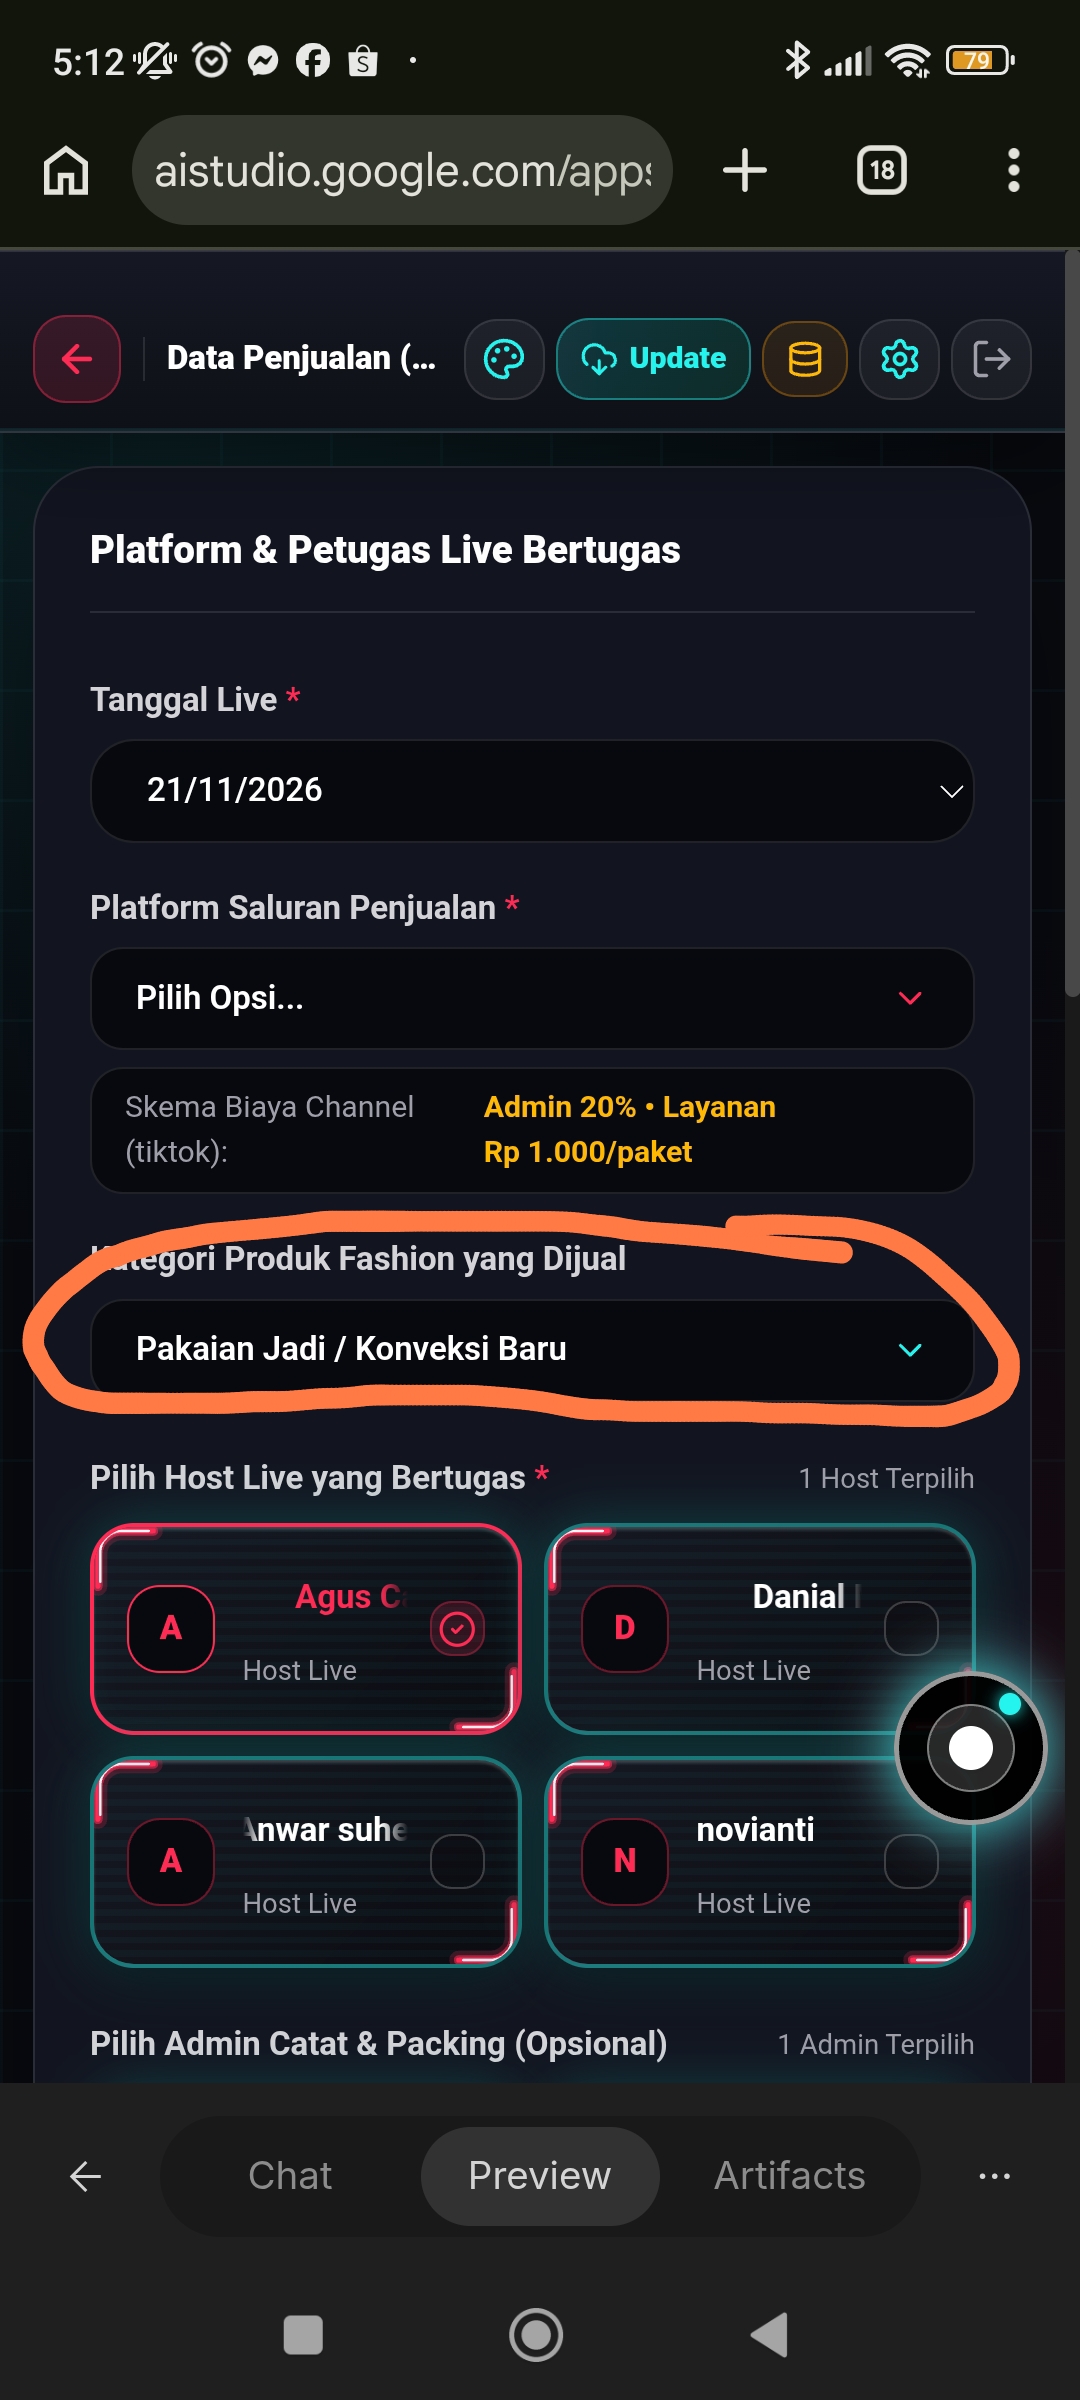 5:12
79
aistudio.google.com/apps
18
Data Penjualan (...
Update
Platform & Petugas Live Bertugas
Tanggal Live *
21/11/2026
Platform Saluran Penjualan *
Pilih Opsi...
Skema Biaya Channel
(tiktok):
Admin 20% • Layanan
Rp 1.000/paket
Kategori Produk Fashion yang Dijual
Pakaian Jadi / Konveksi Baru
Pilih Host Live yang Bertugas *
1 Host Terpilih
A
Agus
Host Live
D
Danial
Host Live
A
Anwar suhe
Host Live
N
novianti
Host Live
Pilih Admin Catat & Packing (Opsional)
1 Admin Terpilih
Chat
Preview
Artifacts